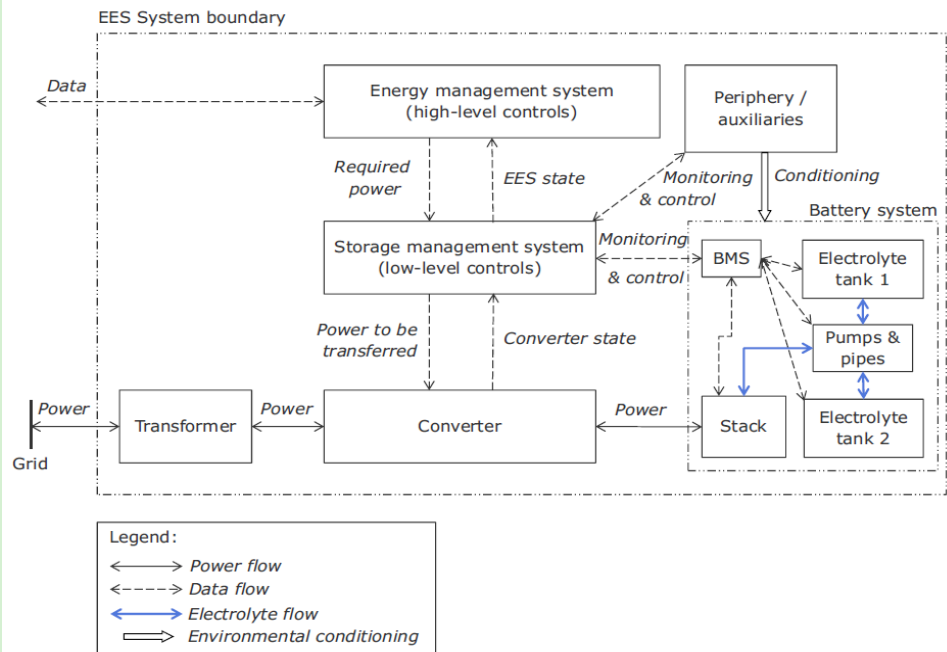 EES System boundary
Data
Energy management system
(high-level controls)
Periphery /
auxiliaries
Required
power
EES state
Monitoring
& control
Conditioning
Battery system
Storage management system
(low-level controls)
Monitoring
& control
BMS
Electrolyte
tank 1
Power to be
transferred
Converter state
Pumps &
pipes
Power
Grid
Transformer
Power
Converter
Power
Stack
Electrolyte
tank 2
Legend:
Power flow
Data flow
Electrolyte flow
Environmental conditioning